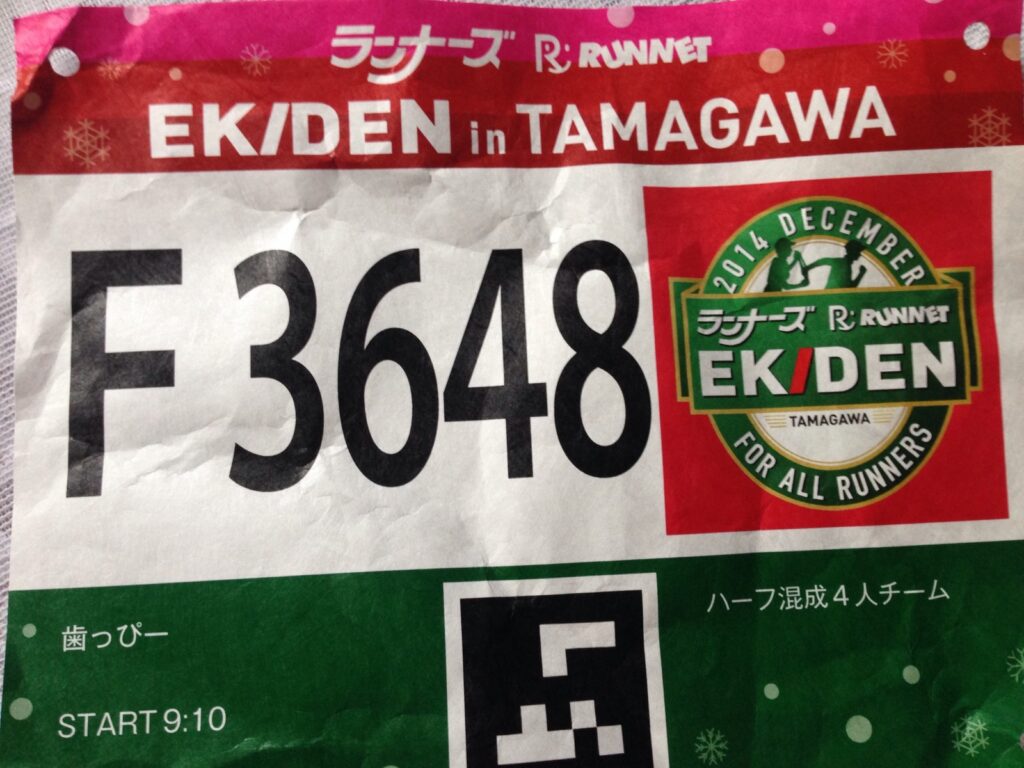 ランナーズ R RUNNET
EKIDEN in TAMAGAWA
F3648
2014 DECEMBER
ランナーズ R RUNNET
EKIDEN
TAMAGAWA
FOR ALL RUNNERS
ハーフ混成4人チーム
歯っぴー
START 9:10